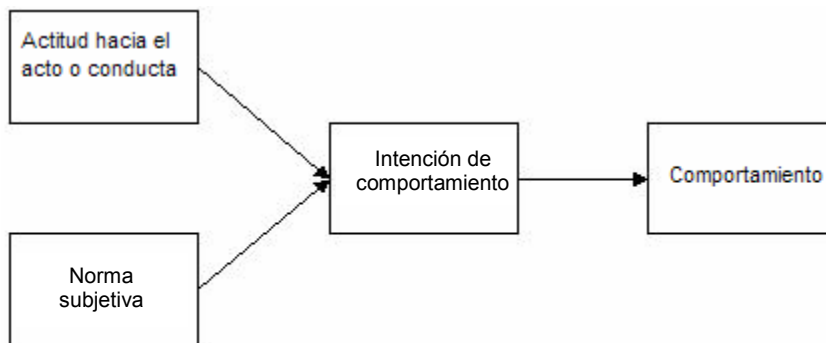 Actitud hacia el
acto o conducta
Intención de
comportamiento
Comportamiento
Norma
subjetiva